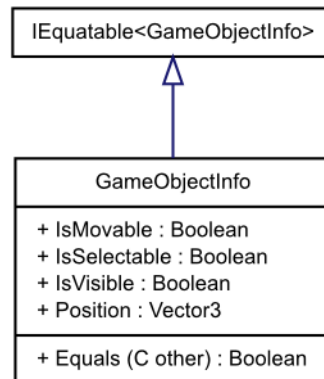 IEquatable<GameObjectInfo>
GameObjectInfo
+ IsMovable : Boolean
+ IsSelectable : Boolean
+ IsVisible : Boolean
+ Position : Vector3
+ Equals (C other) : Boolean